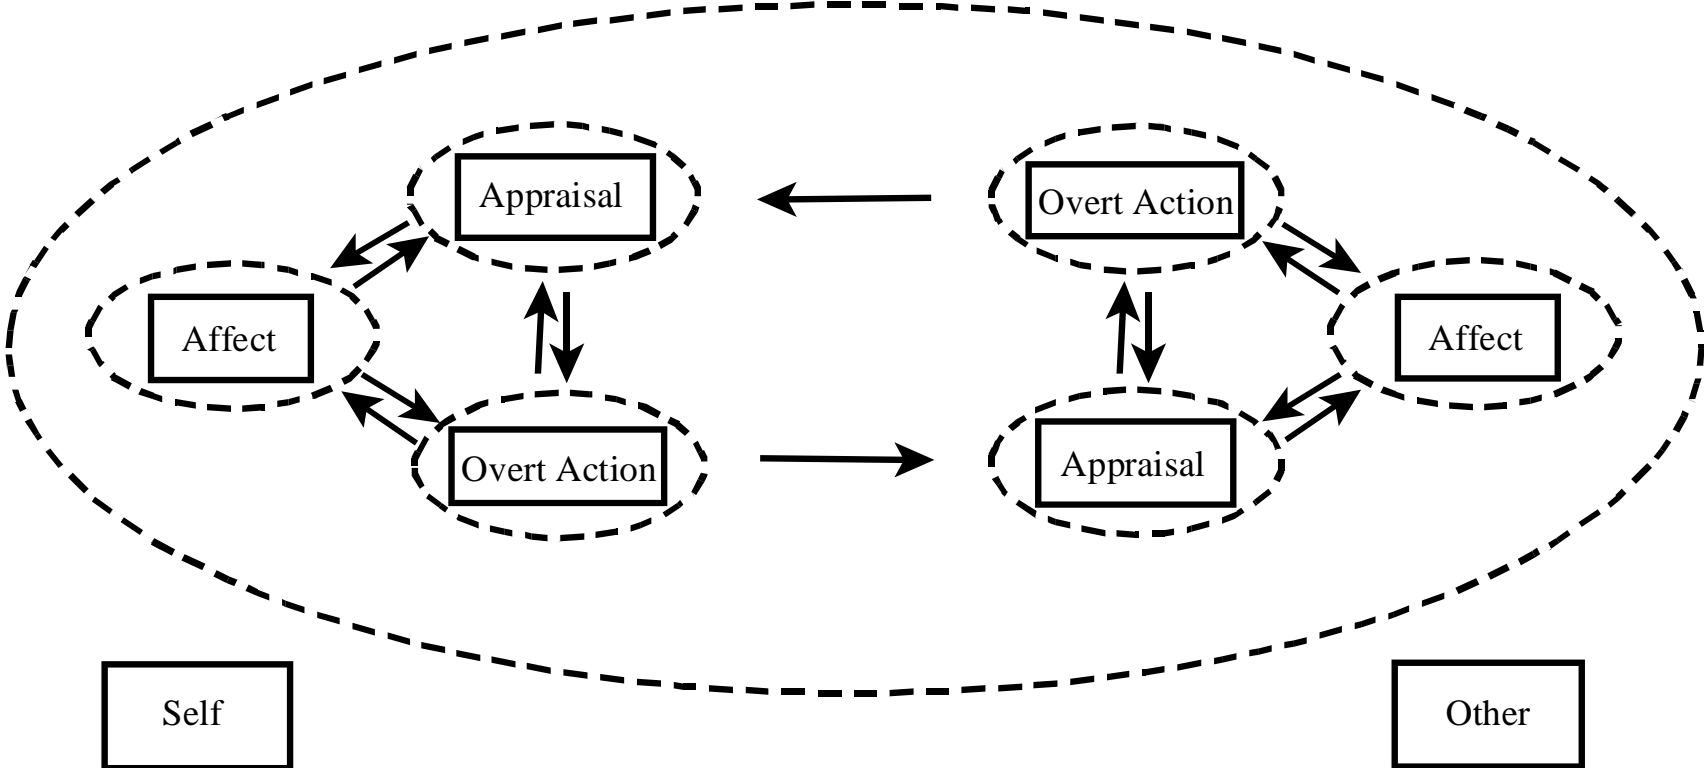 Appraisal
Overt Action
Affect
Affect
Overt Action
Appraisal
Self
Other